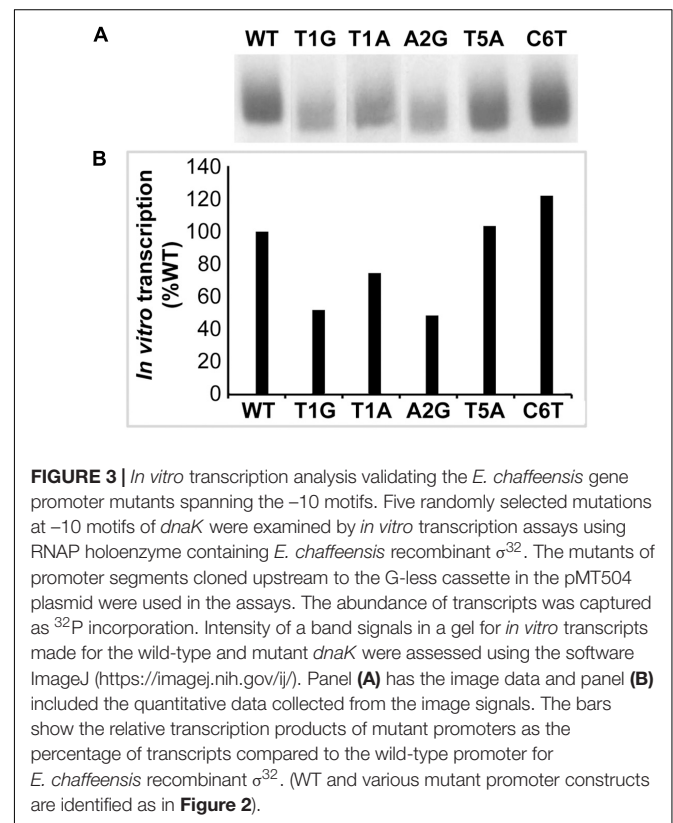 A
WT T1G T1A A2G T5A C6T
B
In vitro transcription
(%WT)
140
120
100
80
60
40
20
0
WT T1G T1A A2G T5A C6T
FIGURE 3 | In vitro transcription analysis validating the E. chaffeensis gene
promoter mutants spanning the –10 motifs. Five randomly selected mutations
at –10 motifs of dnaK were examined by in vitro transcription assays using
RNAP holoenzyme containing E. chaffeensis recombinant σ³². The mutants of
promoter segments cloned upstream to the G-less cassette in the pMT504
plasmid were used in the assays. The abundance of transcripts was captured
as ³²P incorporation. Intensity of a band signals in a gel for in vitro transcripts
made for the wild-type and mutant dnaK were assessed using the software
ImageJ (https://imagej.nih.gov/ij/). Panel (A) has the image data and panel (B)
included the quantitative data collected from the image signals. The bars
show the relative transcription products of mutant promoters as the
percentage of transcripts compared to the wild-type promoter for
E. chaffeensis recombinant σ³². (WT and various mutant promoter constructs
are identified as in Figure 2).